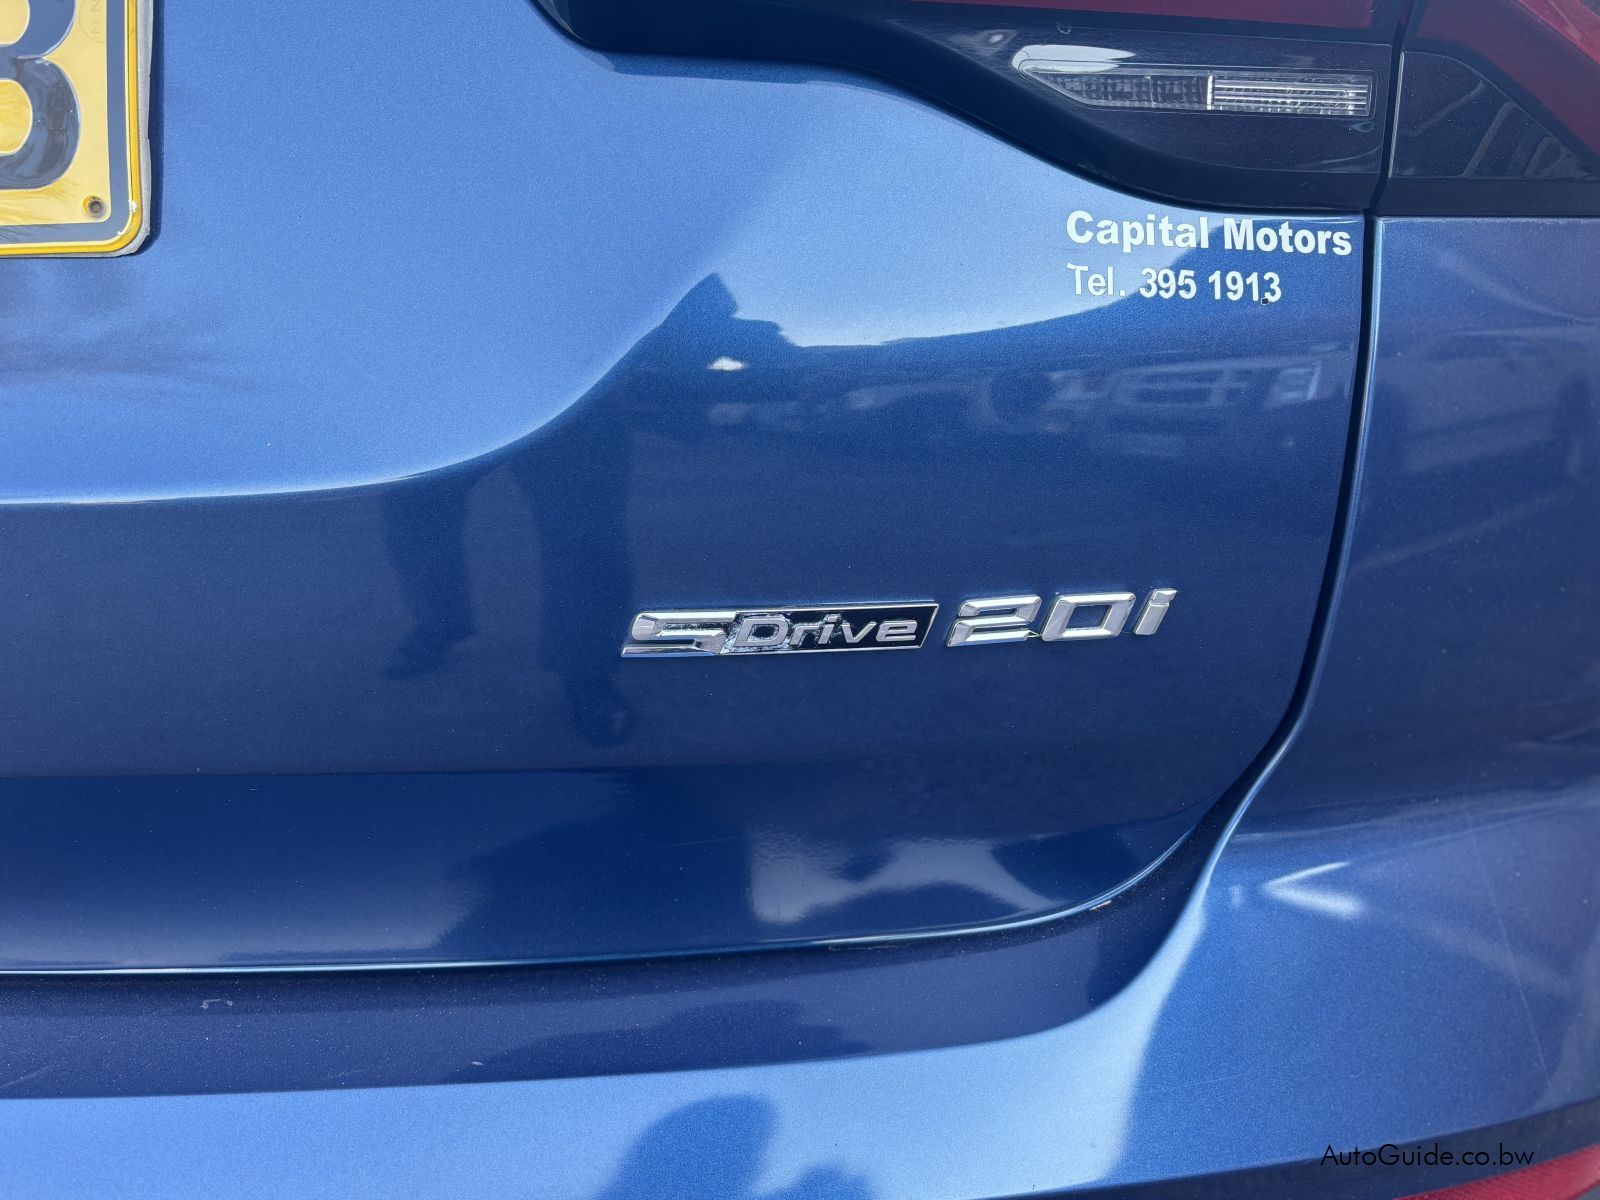 B
Capital Motors
Tel. 395 1913
SDrive 20i
AutoGuide.co.bw